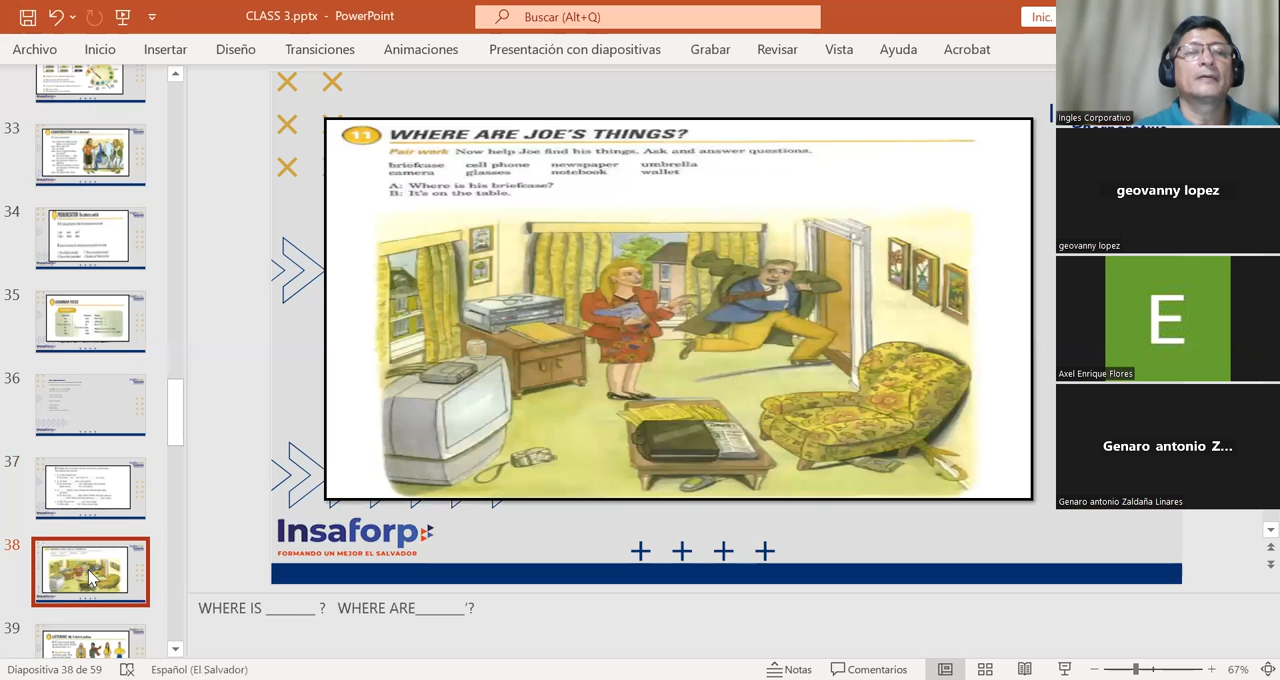 CLASS 3.pptx - PowerPoint
Buscar (Alt+Q)
Inic.
Archivo Inicio Insertar Diseño Transiciones Animaciones Presentación con diapositivas Grabar Revisar Vista Ayuda Acrobat
33
34
35
36
37
38
39
11 WHERE ARE JOE'S THINGS?
Pair work Now help Joe find his things. Ask and answer questions.
briefcase cell phone newspaper umbrella
camera glasses notebook wallet
A: Where is his briefcase?
B: It's on the table.
Insaforp
FORMANDO UN MEJOR EL SALVADOR
WHERE IS ______ ? WHERE ARE______'?
Ingles Corporativo
geovanny lopez
geovanny lopez
E
Axel Enrique Flores
Genaro antonio Z...
Genaro antonio Zaldaña Linares
Diapositiva 38 de 59 Español (El Salvador) Notas Comentarios 67%